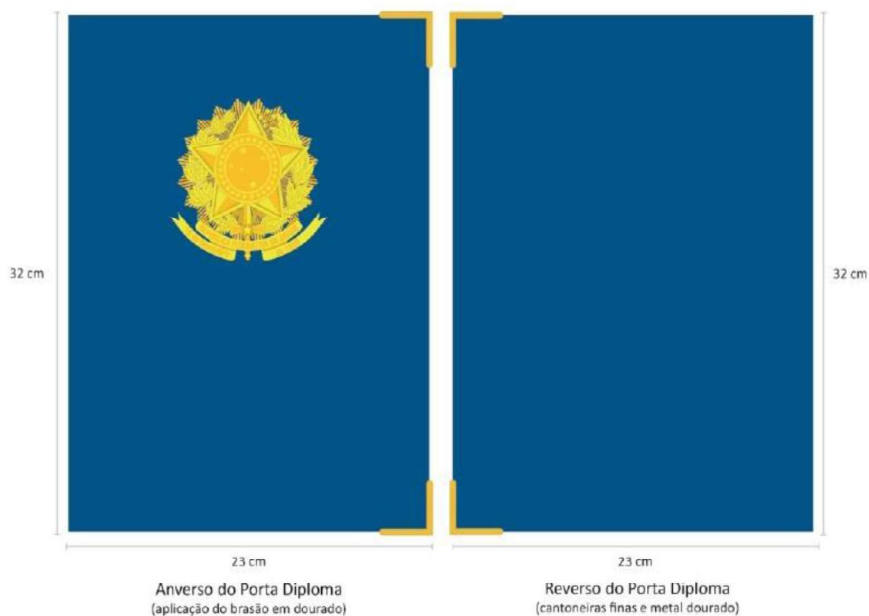 32 cm
32 cm
23 cm
23 cm
Anverso do Porta Diploma
(aplicação do brasão em dourado)
Reverso do Porta Diploma
(cantoneiras finas e metal dourado)